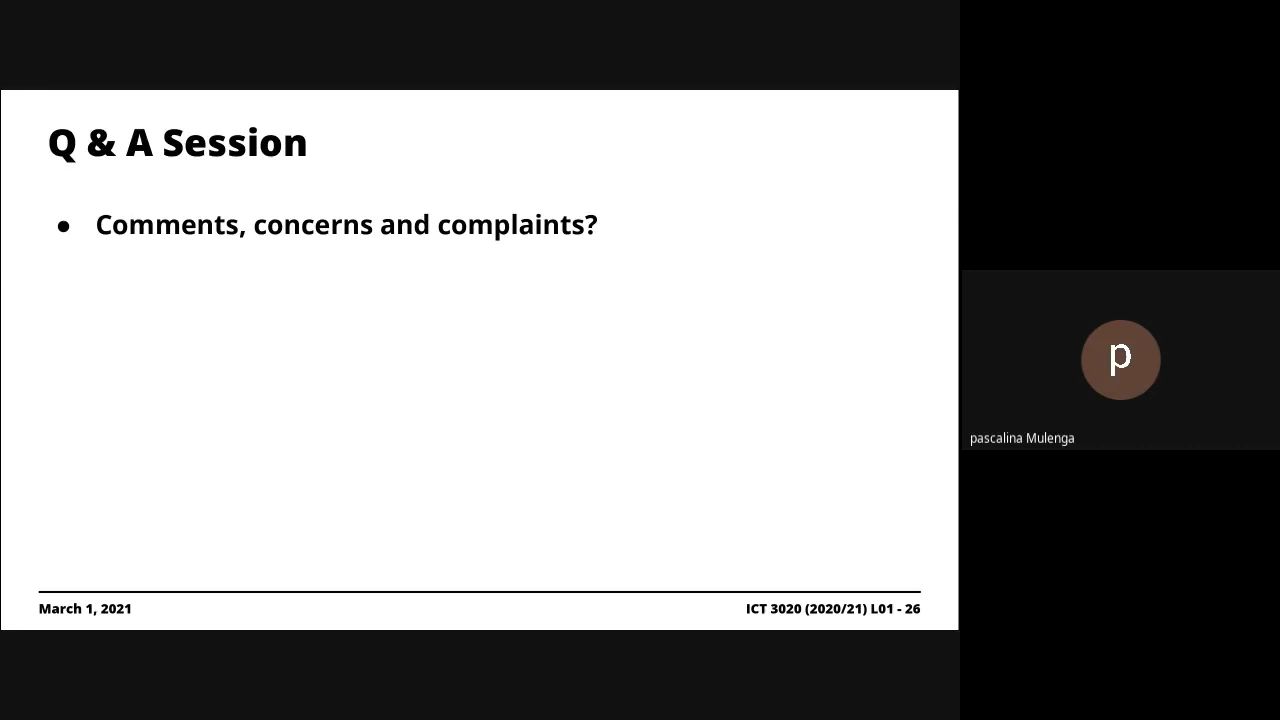 Q & A Session
● Comments, concerns and complaints?
March 1, 2021
ICT 3020 (2020/21) L01 - 26
p
pascalina Mulenga